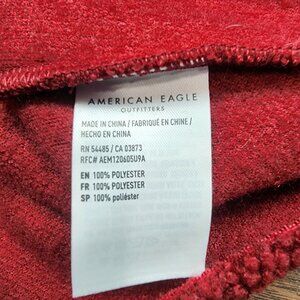 AMERICAN EAGLE
OUTFITTERS
MADE IN CHINA / FABRIQUÉ EN CHINE /
HECHO EN CHINA
RN 54485 / CA 03873
RFC# AEM120605U9A
EN 100% POLYESTER
FR 100% POLYESTER
SP 100% poliéster